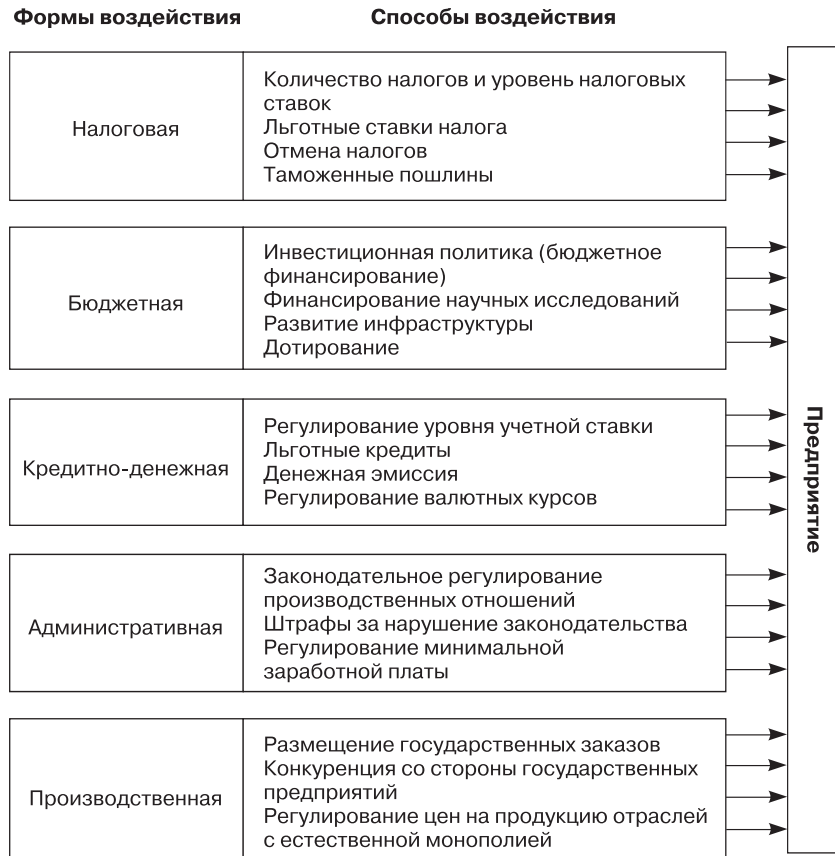 Формы воздействия
Способы воздействия
Налоговая
Количество налогов и уровень налоговых
ставок
Льготные ставки налога
Отмена налогов
Таможенные пошлины
Бюджетная
Инвестиционная политика (бюджетное
финансирование)
Финансирование научных исследований
Развитие инфраструктуры
Дотирование
Кредитно-денежная
Регулирование уровня учетной ставки
Льготные кредиты
Денежная эмиссия
Регулирование валютных курсов
Административная
Законодательное регулирование
производственных отношений
Штрафы за нарушение законодательства
Регулирование минимальной
заработной платы
Производственная
Размещение государственных заказов
Конкуренция со стороны государственных
предприятий
Регулирование цен на продукцию отраслей
с естественной монополией
Предприятие